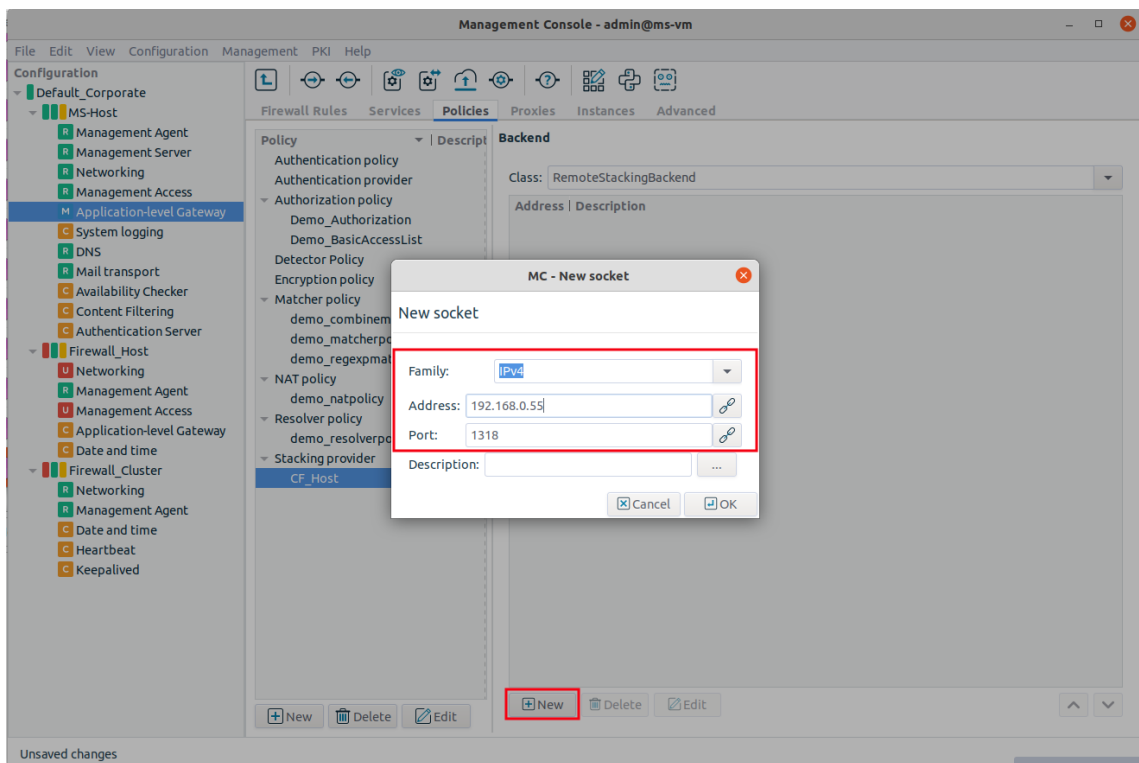 Management Console - admin@ms-vm
File Edit View Configuration Management PKI Help
Configuration
Default_Corporate
MS-Host
R Management Agent
R Management Server
R Networking
R Management Access
M Application-level Gateway
C System logging
R DNS
R Mail transport
C Availability Checker
C Content Filtering
C Authentication Server
Firewall_Host
U Networking
R Management Agent
U Management Access
C Application-level Gateway
C Date and time
Firewall_Cluster
R Networking
R Management Agent
C Date and time
C Heartbeat
C Keepalived
Firewall Rules Services Policies Proxies Instances Advanced
Policy Descript
Authentication policy
Authentication provider
Authorization policy
Demo_Authorization
Demo_BasicAccessList
Detector Policy
Encryption policy
Matcher policy
demo_combinem
demo_matcherpo
demo_regexpmat
NAT policy
demo_natpolicy
Resolver policy
demo_resolverpo
Stacking provider
CF_Host
New Delete Edit
Backend
Class: RemoteStackingBackend
Address Description
New Delete Edit
MC - New socket
New socket
Family: IPv4
Address: 192.168.0.55
Port: 1318
Description: ...
Cancel OK
Unsaved changes